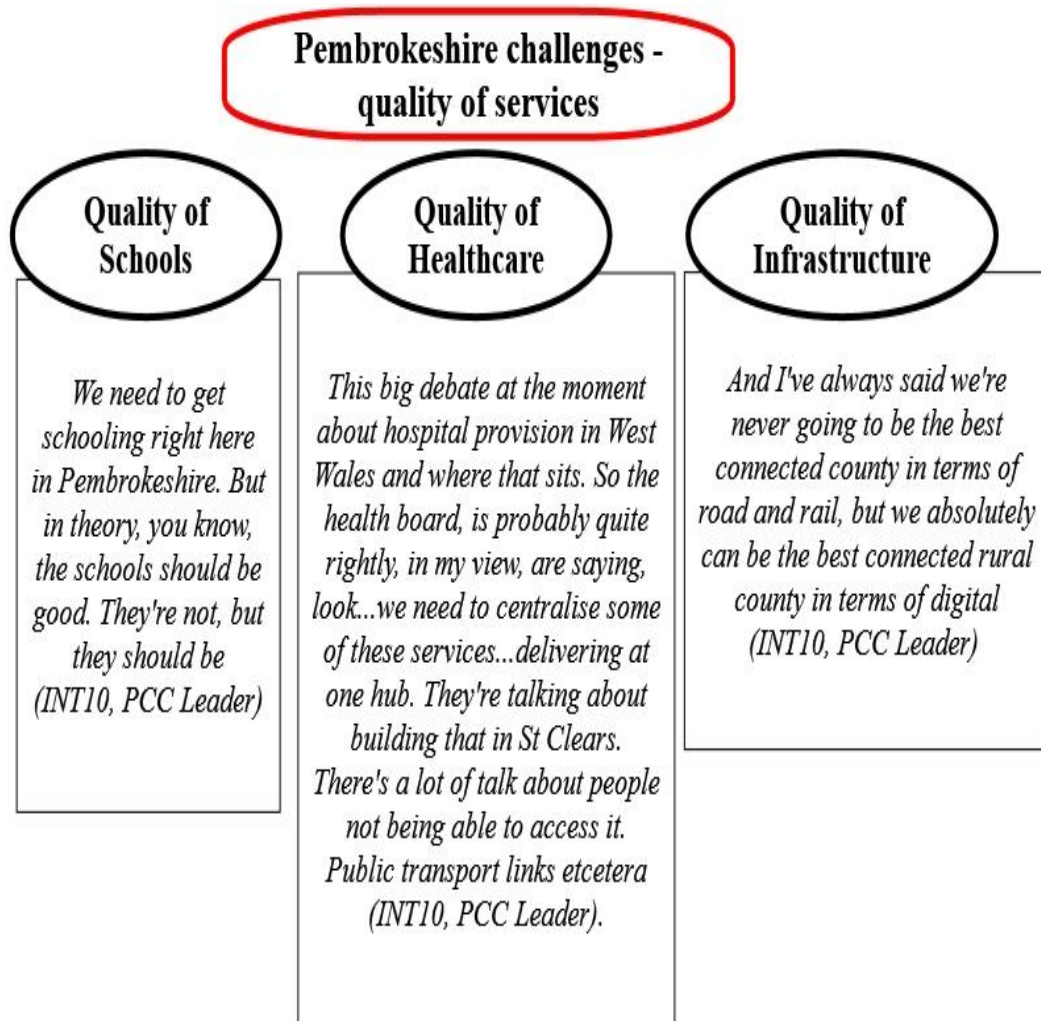 Pembrokeshire challenges -
quality of services
Quality of
Schools
We need to get
schooling right here
in Pembrokeshire. But
in theory, you know,
the schools should be
good. They're not, but
they should be
(INT10, PCC Leader)
Quality of
Healthcare
This big debate at the moment
about hospital provision in West
Wales and where that sits. So the
health board, is probably quite
rightly, in my view, are saying,
look...we need to centralise some
of these services...delivering at
one hub. They're talking about
building that in St Clears.
There's a lot of talk about people
not being able to access it.
Public transport links etcetera
(INT10, PCC Leader).
Quality of
Infrastructure
And I've always said we're
never going to be the best
connected county in terms of
road and rail, but we absolutely
can be the best connected rural
county in terms of digital
(INT10, PCC Leader)